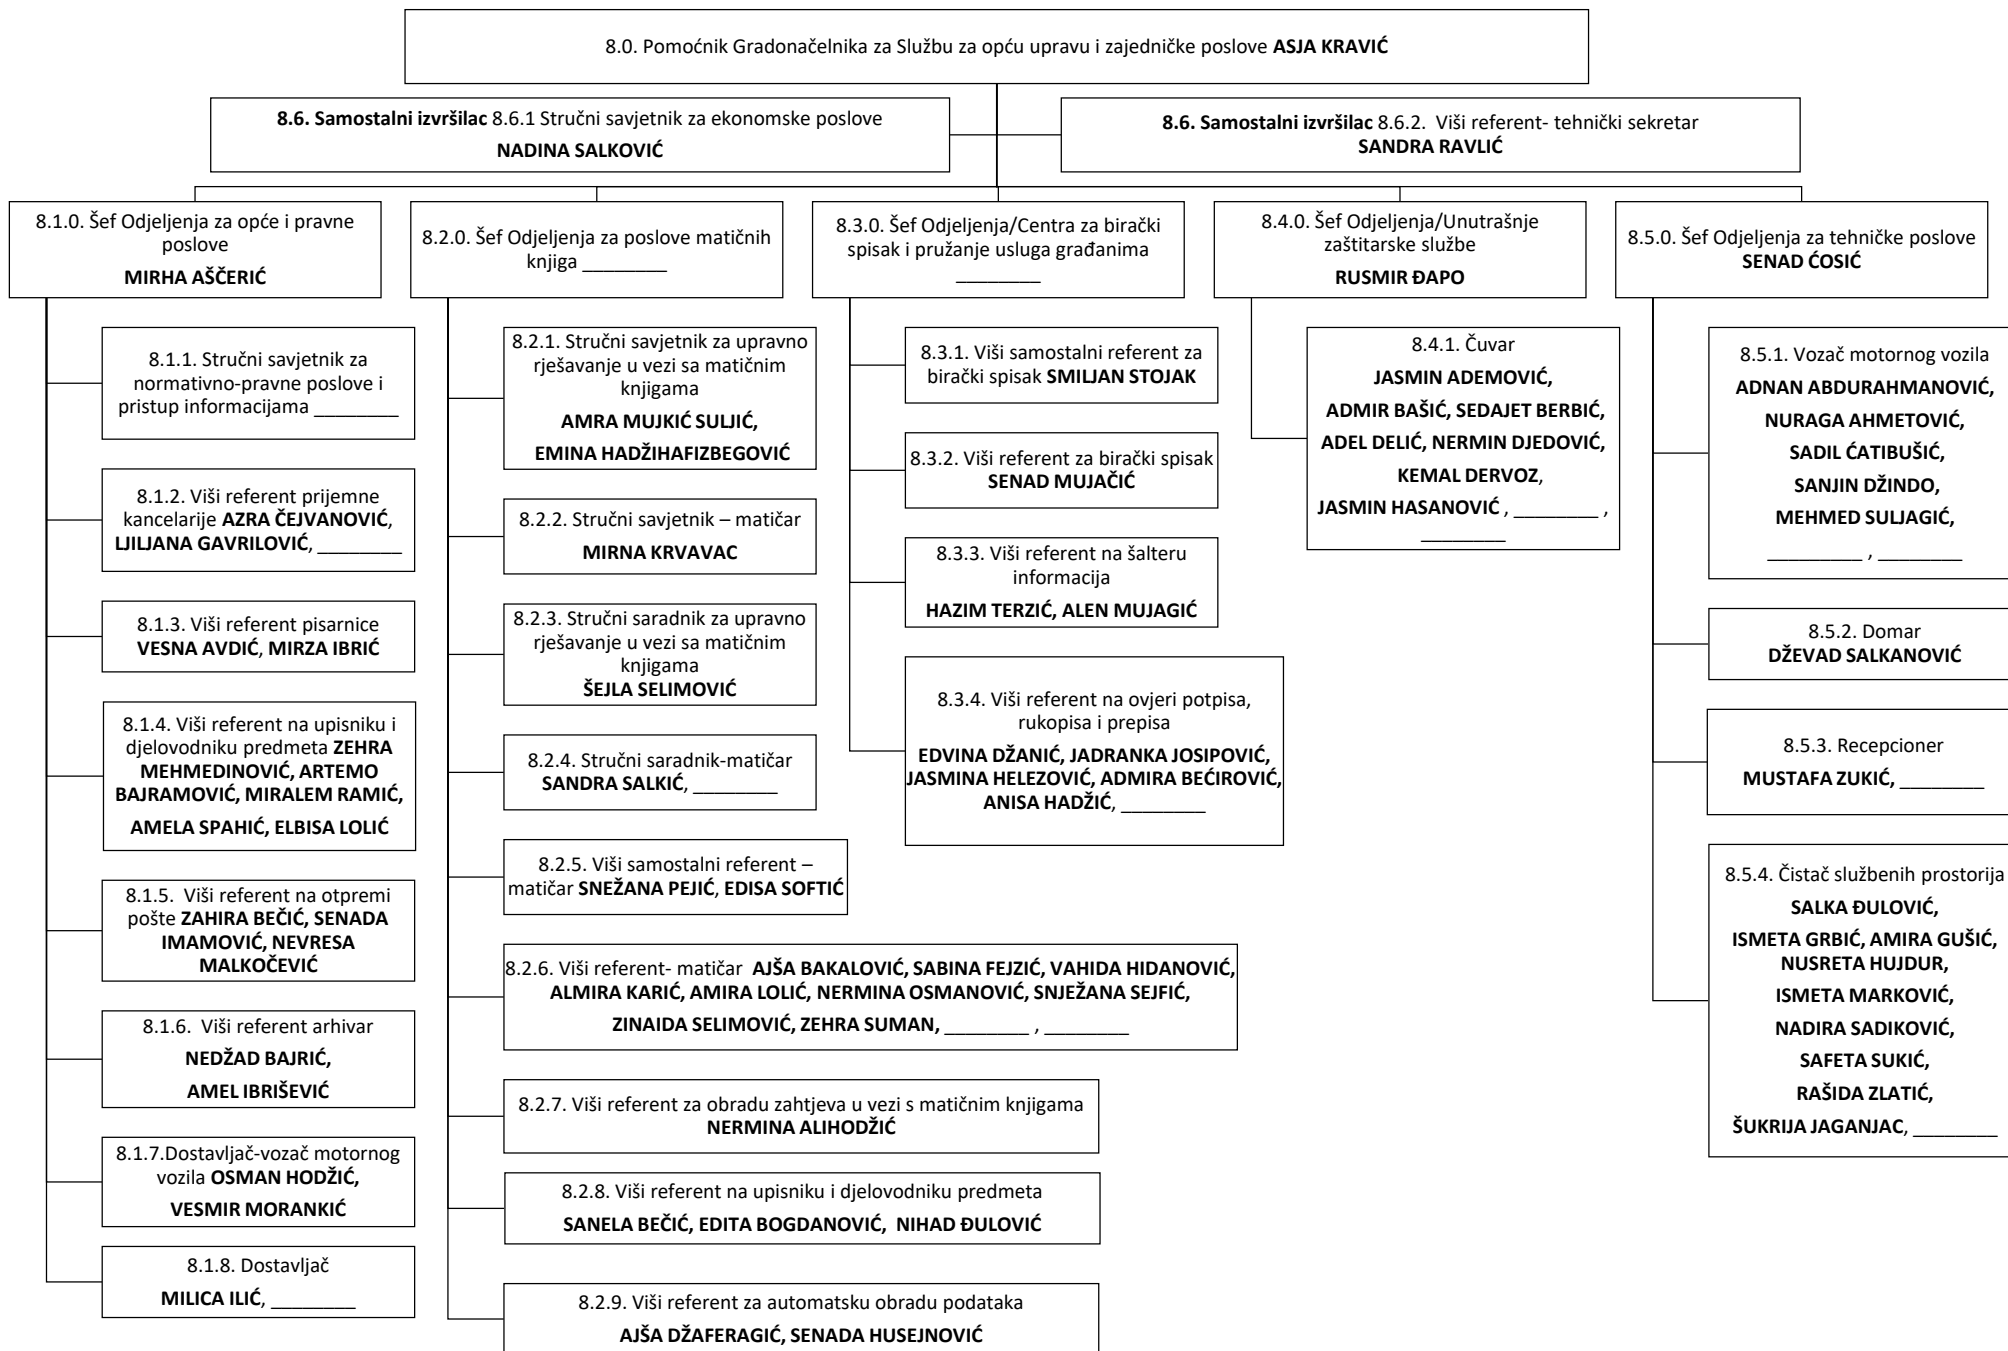 8.0. Pomoćnik Gradonačelnika za Službu za opću upravu i zajedničke poslove ASJA KRAVIĆ
8.6. Samostalni izvršilac 8.6.1 Stručni savjetnik za ekonomske poslove
NADINA SALKOVIĆ
8.6. Samostalni izvršilac 8.6.2. Viši referent- tehnički sekretar
SANDRA RAVLIĆ
8.1.0. Šef Odjeljenja za opće i pravne
poslove
MIRHA AŠČERIĆ
8.1.1. Stručni savjetnik za
normativno-pravne poslove i
pristup informacijama ________
8.1.2. Viši referent prijemne
kancelarije AZRA ČEJVANOVIĆ,
LJILJANA GAVRILOVIĆ, ________
8.1.3. Viši referent pisarnice
VESNA AVDIĆ, MIRZA IBRIĆ
8.1.4. Viši referent na upisniku i
djelovodniku predmeta ZEHRA
MEHMEDINOVIĆ, ARTEMO
BAJRAMOVIĆ, MIRALEM RAMIĆ,
AMELA SPAHIĆ, ELBISA LOLIĆ
8.1.5. Viši referent na otpremi
pošte ZAHIRA BEČIĆ, SENADA
IMAMOVIĆ, NEVRESA
MALKOČEVIĆ
8.1.6. Viši referent arhivar
NEDŽAD BAJRIĆ,
AMEL IBRIŠEVIĆ
8.1.7.Dostavljač-vozač motornog
vozila OSMAN HODŽIĆ,
VESMIR MORANKIĆ
8.1.8. Dostavljač
MILICA ILIĆ, ________
8.2.0. Šef Odjeljenja za poslove matičnih
knjiga ________
8.2.1. Stručni savjetnik za upravno
rješavanje u vezi sa matičnim
knjigama
AMRA MUJKIĆ SULJIĆ,
EMINA HADŽIHAFIZBEGOVIĆ
8.2.2. Stručni savjetnik – matičar
MIRNA KRVAVAC
8.2.3. Stručni saradnik za upravno
rješavanje u vezi sa matičnim
knjigama
ŠEJLA SELIMOVIĆ
8.2.4. Stručni saradnik-matičar
SANDRA SALKIĆ, ________
8.2.5. Viši samostalni referent –
matičar SNEŽANA PEJIĆ, EDISA SOFTIĆ
8.2.6. Viši referent- matičar AJŠA BAKALOVIĆ, SABINA FEJZIĆ, VAHIDA HIDANOVIĆ,
ALMIRA KARIĆ, AMIRA LOLIĆ, NERMINA OSMANOVIĆ, SNJEŽANA SEJFIĆ,
ZINAIDA SELIMOVIĆ, ZEHRA SUMAN, ________ , ________
8.2.7. Viši referent za obradu zahtjeva u vezi s matičnim knjigama
NERMINA ALIHODŽIĆ
8.2.8. Viši referent na upisniku i djelovodniku predmeta
SANELA BEČIĆ, EDITA BOGDANOVIĆ, NIHAD ĐULOVIĆ
8.2.9. Viši referent za automatsku obradu podataka
AJŠA DŽAFERAGIĆ, SENADA HUSEJNOVIĆ
8.3.0. Šef Odjeljenja/Centra za birački
spisak i pružanje usluga građanima
________
8.3.1. Viši samostalni referent za
birački spisak SMILJAN STOJAK
8.3.2. Viši referent za birački spisak
SENAD MUJAČIĆ
8.3.3. Viši referent na šalteru
informacija
HAZIM TERZIĆ, ALEN MUJAGIĆ
8.3.4. Viši referent na ovjeri potpisa,
rukopisa i prepisa
EDVINA DŽANIĆ, JADRANKA JOSIPOVIĆ,
JASMINA HELEZOVIĆ, ADMIRA BEĆIROVIĆ,
ANISA HADŽIĆ, ________
8.4.0. Šef Odjeljenja/Unutrašnje
zaštitarske službe
RUSMIR ĐAPO
8.4.1. Čuvar
JASMIN ADEMOVIĆ,
ADMIR BAŠIĆ, SEDAJET BERBIĆ,
ADEL DELIĆ, NERMIN DJEDOVIĆ,
KEMAL DERVOZ,
JASMIN HASANOVIĆ , ________ ,
________
8.5.0. Šef Odjeljenja za tehničke poslove
SENAD ĆOSIĆ
8.5.1. Vozač motornog vozila
ADNAN ABDURAHMANOVIĆ,
NURAGA AHMETOVIĆ,
SADIL ĆATIBUŠIĆ,
SANJIN DŽINDO,
MEHMED SULJAGIĆ,
_________ , ________
8.5.2. Domar
DŽEVAD SALKANOVIĆ
8.5.3. Recepcioner
MUSTAFA ZUKIĆ, ________
8.5.4. Čistač službenih prostorija
SALKA ĐULOVIĆ,
ISMETA GRBIĆ, AMIRA GUŠIĆ,
NUSRETA HUJDUR,
ISMETA MARKOVIĆ,
NADIRA SADIKOVIĆ,
SAFETA SUKIĆ,
RAŠIDA ZLATIĆ,
ŠUKRIJA JAGANJAC, ________